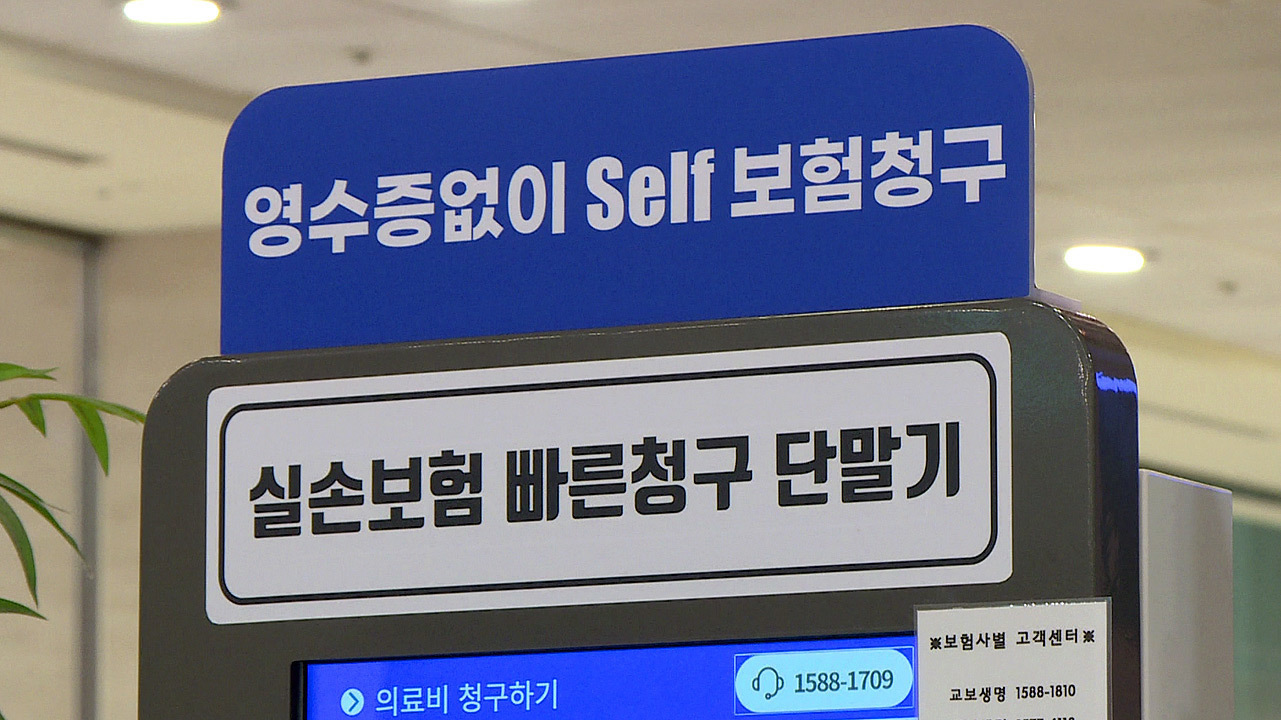 영수증없이 Self 보험청구
실손보험 빠른청구 단말기
의료비 청구하기
1588-1709
※보험사별 고객센터※
교보생명 1588-1810